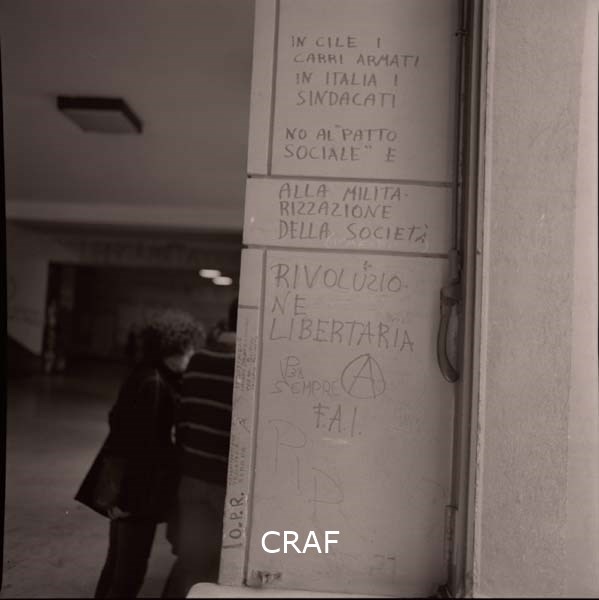 IN CILE I
CARRI ARMATI
IN ITALIA I
SINDACATI
NO AL "PATTO
SOCIALE" E
ALLA MILITA-
RIZZAZIONE
DELLA SOCIETÀ
RIVOLUZIO-
NE
LIBERTARIA
SEMPRE A
F.A.I.
O.P.R.
CRAF